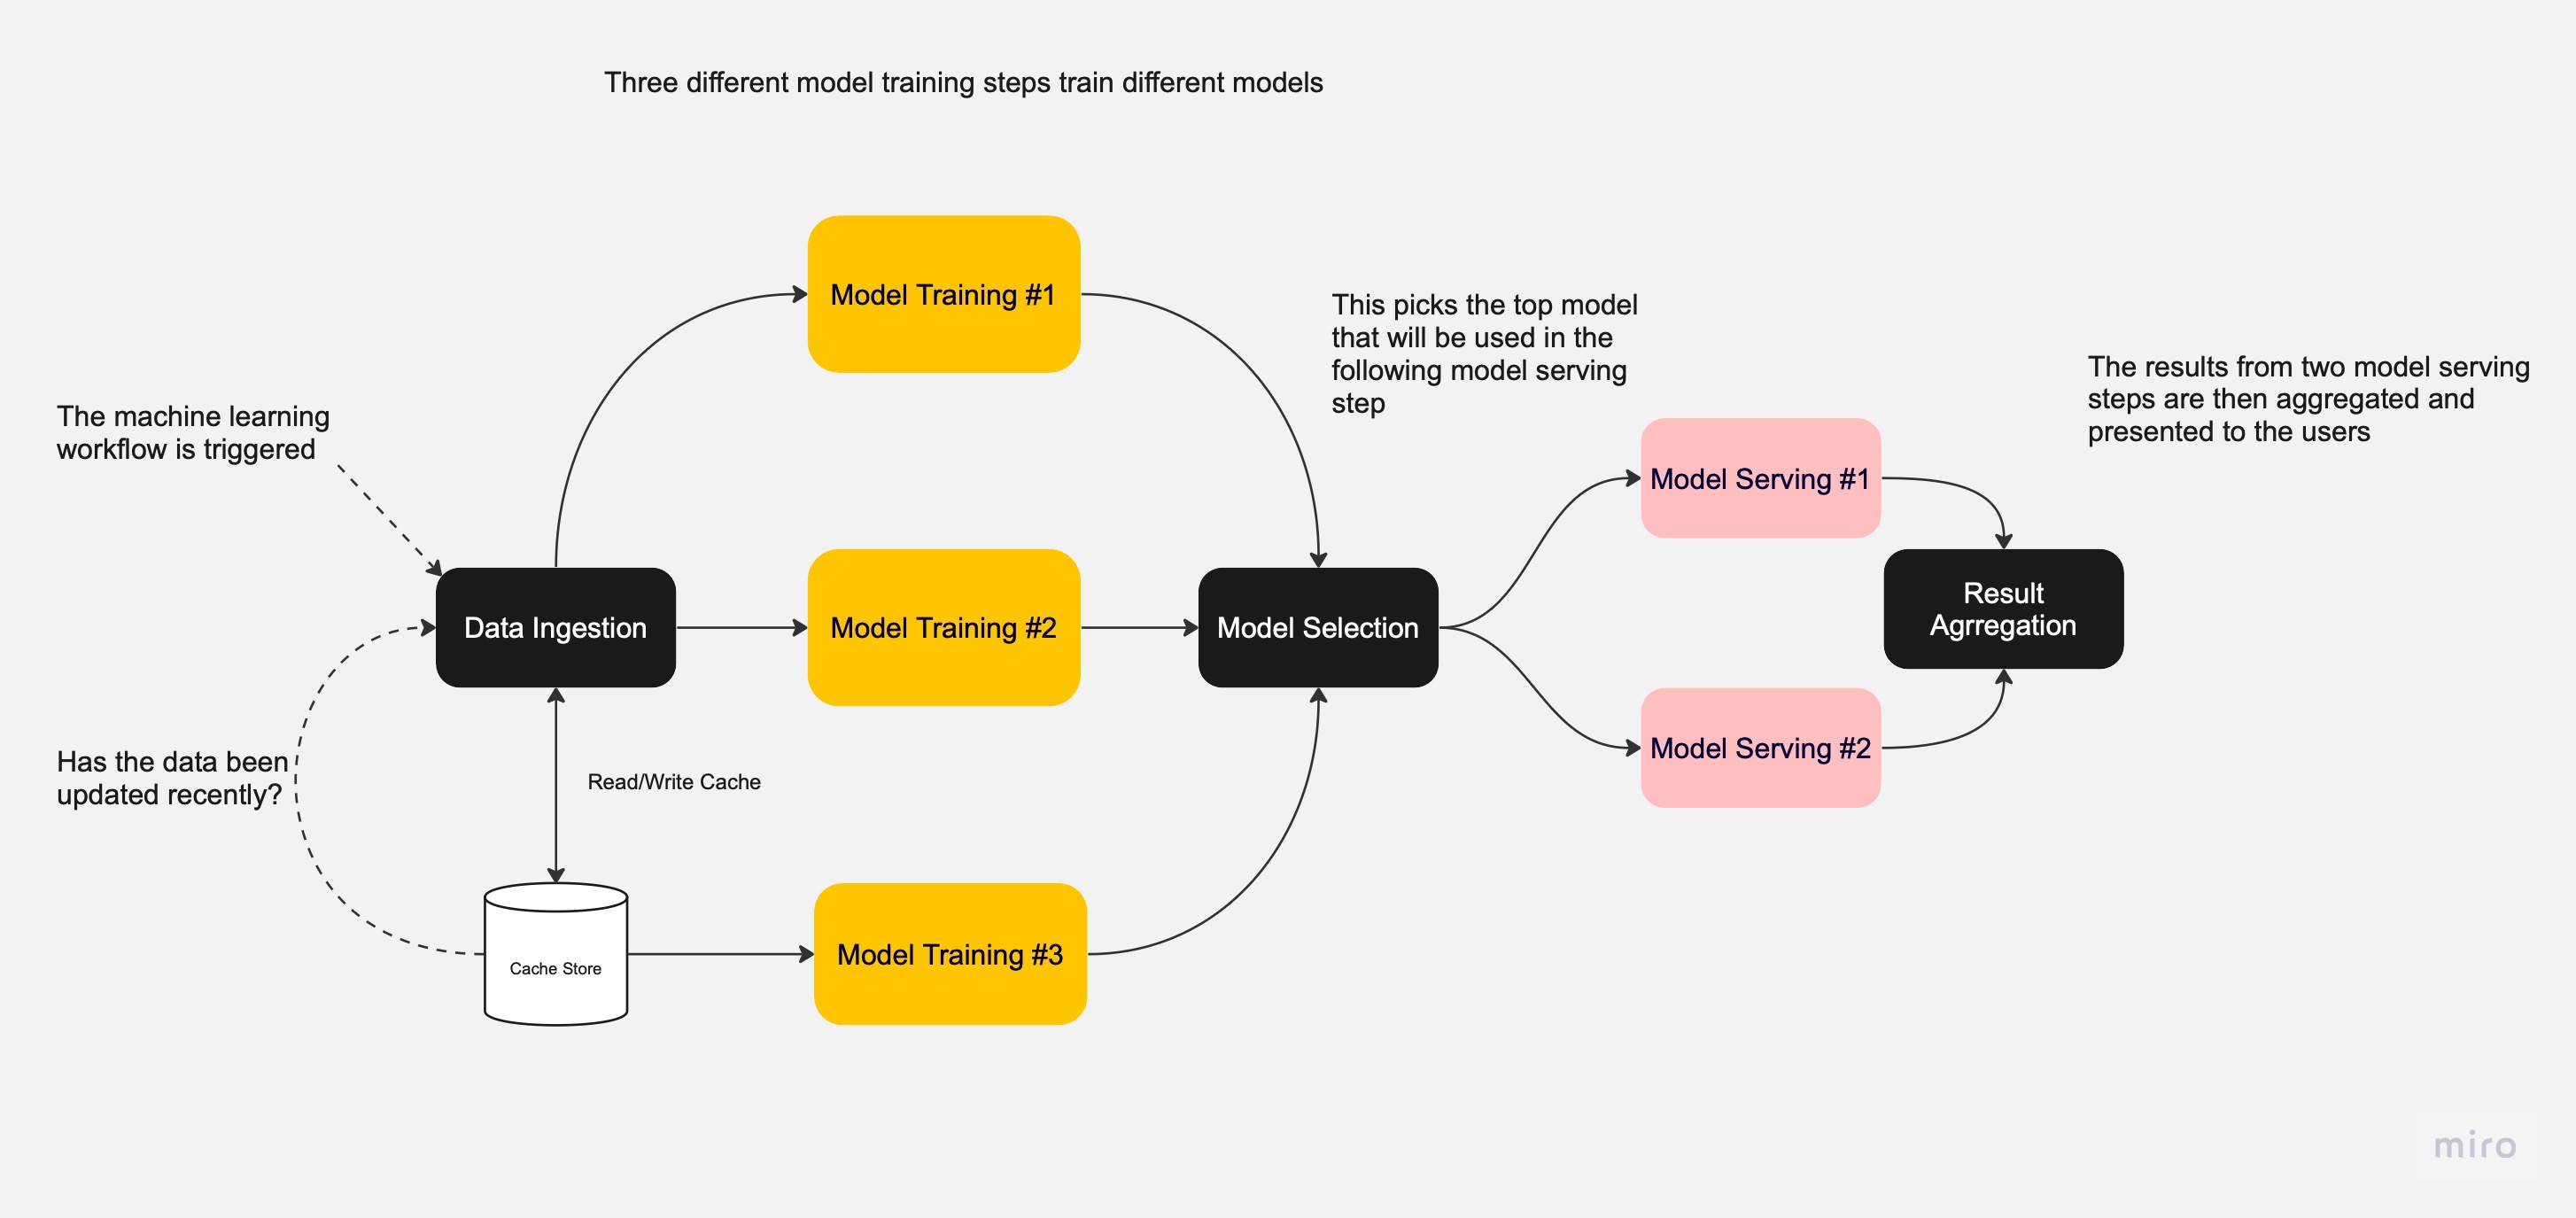 Three different model training steps train different models
Model Training #1
This picks the top model
that will be used in the
following model serving
step
The results from two model serving
steps are then aggregated and
presented to the users
The machine learning
workflow is triggered
Model Serving #1
Data Ingestion
Model Training #2
Model Selection
Result
Agrregation
Model Serving #2
Has the data been
updated recently?
Read/Write Cache
Cache Store
Model Training #3
miro